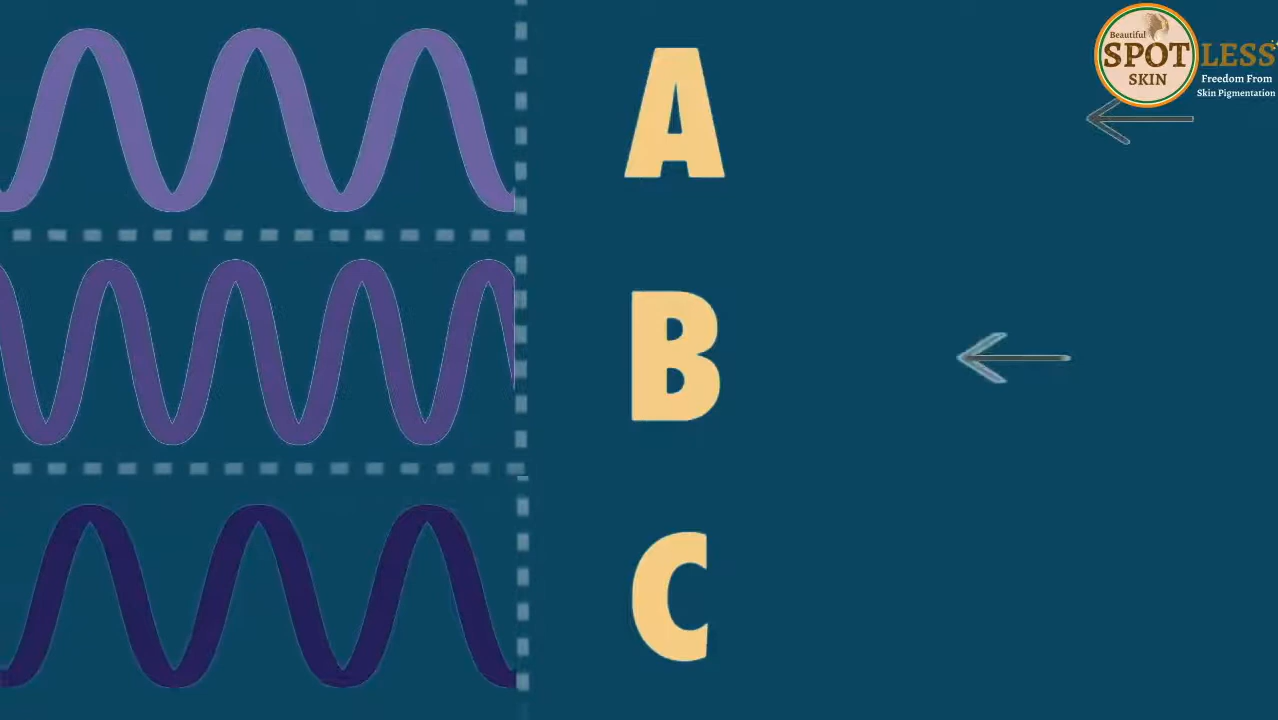 A
Beautiful
SPOTLESS
SKIN
Freedom From
Skin Pigmentation
B
C